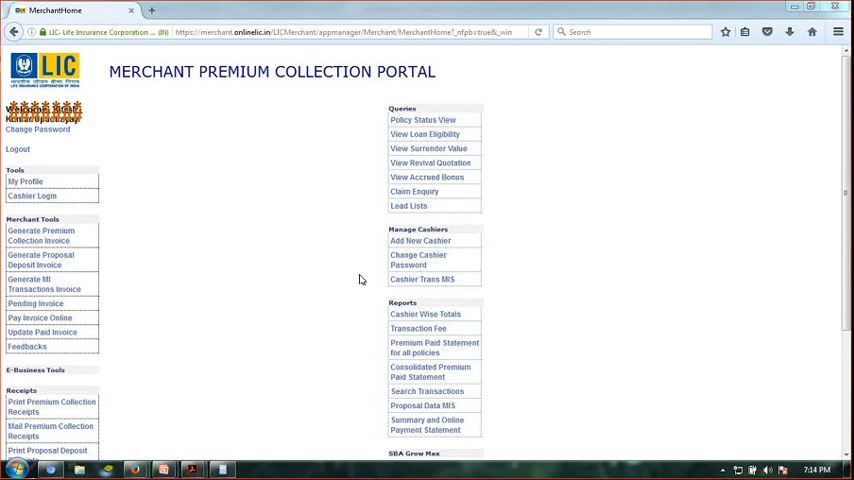 MerchantHome
LIC- Life Insurance Corporation ... (IN)
https://merchant.onlinelic.in/LICMerchant/appmanager/Merchant/MerchantHome?_nfpb=true&_win
Search
LIC
भारतीय जीवन बीमा निगम
LIFE INSURANCE CORPORATION OF INDIA
MERCHANT PREMIUM COLLECTION PORTAL
Welcome,
Change Password
Logout
Tools
My Profile
Cashier Login
Merchant Tools
Generate Premium
Collection Invoice
Generate Proposal
Deposit Invoice
Generate MI
Transactions Invoice
Pending Invoice
Pay Invoice Online
Update Paid Invoice
Feedbacks
E-Business Tools
Receipts
Print Premium Collection
Receipts
Mail Premium Collection
Receipts
Print Proposal Deposit
Queries
Policy Status View
View Loan Eligibility
View Surrender Value
View Revival Quotation
View Accrued Bonus
Claim Enquiry
Lead Lists
Manage Cashiers
Add New Cashier
Change Cashier
Password
Cashier Trans MIS
Reports
Cashier Wise Totals
Transaction Fee
Premium Paid Statement
for all policies
Consolidated Premium
Paid Statement
Search Transactions
Proposal Data MIS
Summary and Online
Payment Statement
SBA Grow Max
7:14 PM